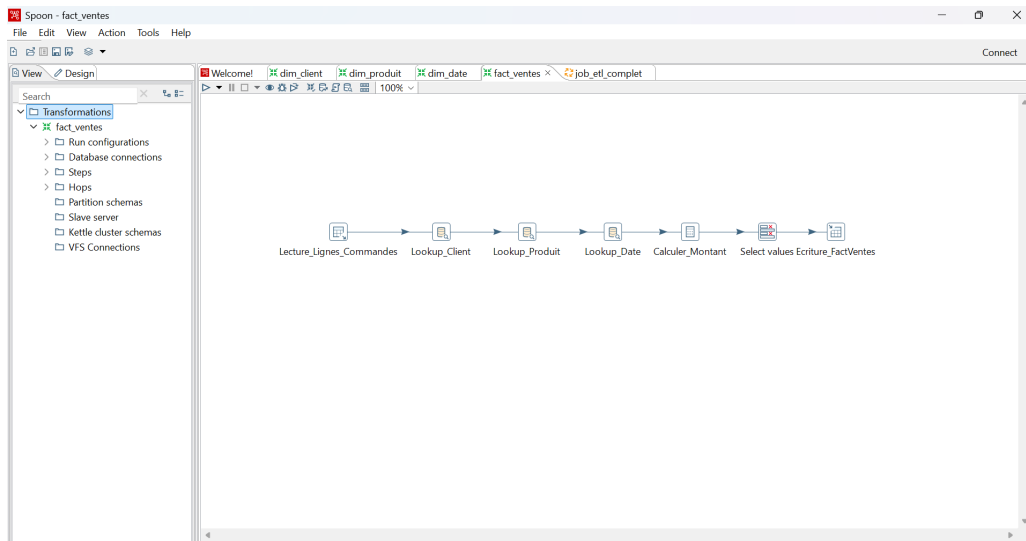 Spoon - fact_ventes
File Edit View Action Tools Help
Connect
View Design
Welcome! dim_client dim_produit dim_date fact_ventes job_etl_complet
100%
Search
Transformations
fact_ventes
Run configurations
Database connections
Steps
Hops
Partition schemas
Slave server
Kettle cluster schemas
VFS Connections
Lecture_Lignes_Commandes Lookup_Client Lookup_Produit Lookup_Date Calculer_Montant Select values Ecriture_FactVentes